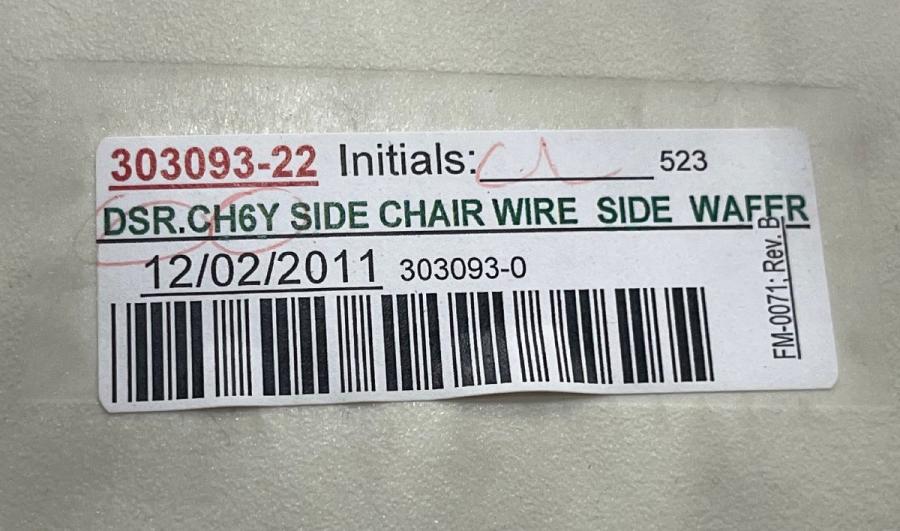 303093-22 Initials: 523
DSR.CH6Y SIDE CHAIR WIRE SIDE WAFER
12/02/2011 303093-0
FM-0071; Rev. B